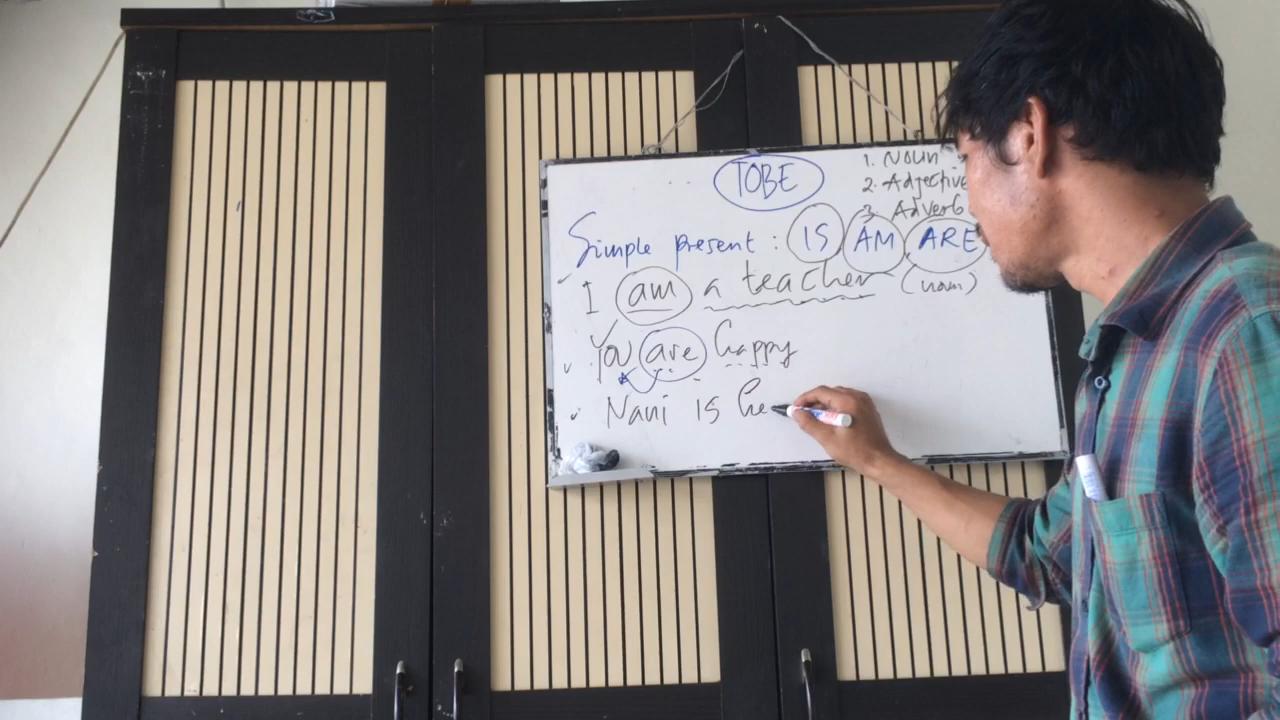 TOBE
1. Noun
2. Adjective
3. Adverb
Simple present : IS AM ARE
I am a teacher (noun)
You are happy
Nani is he